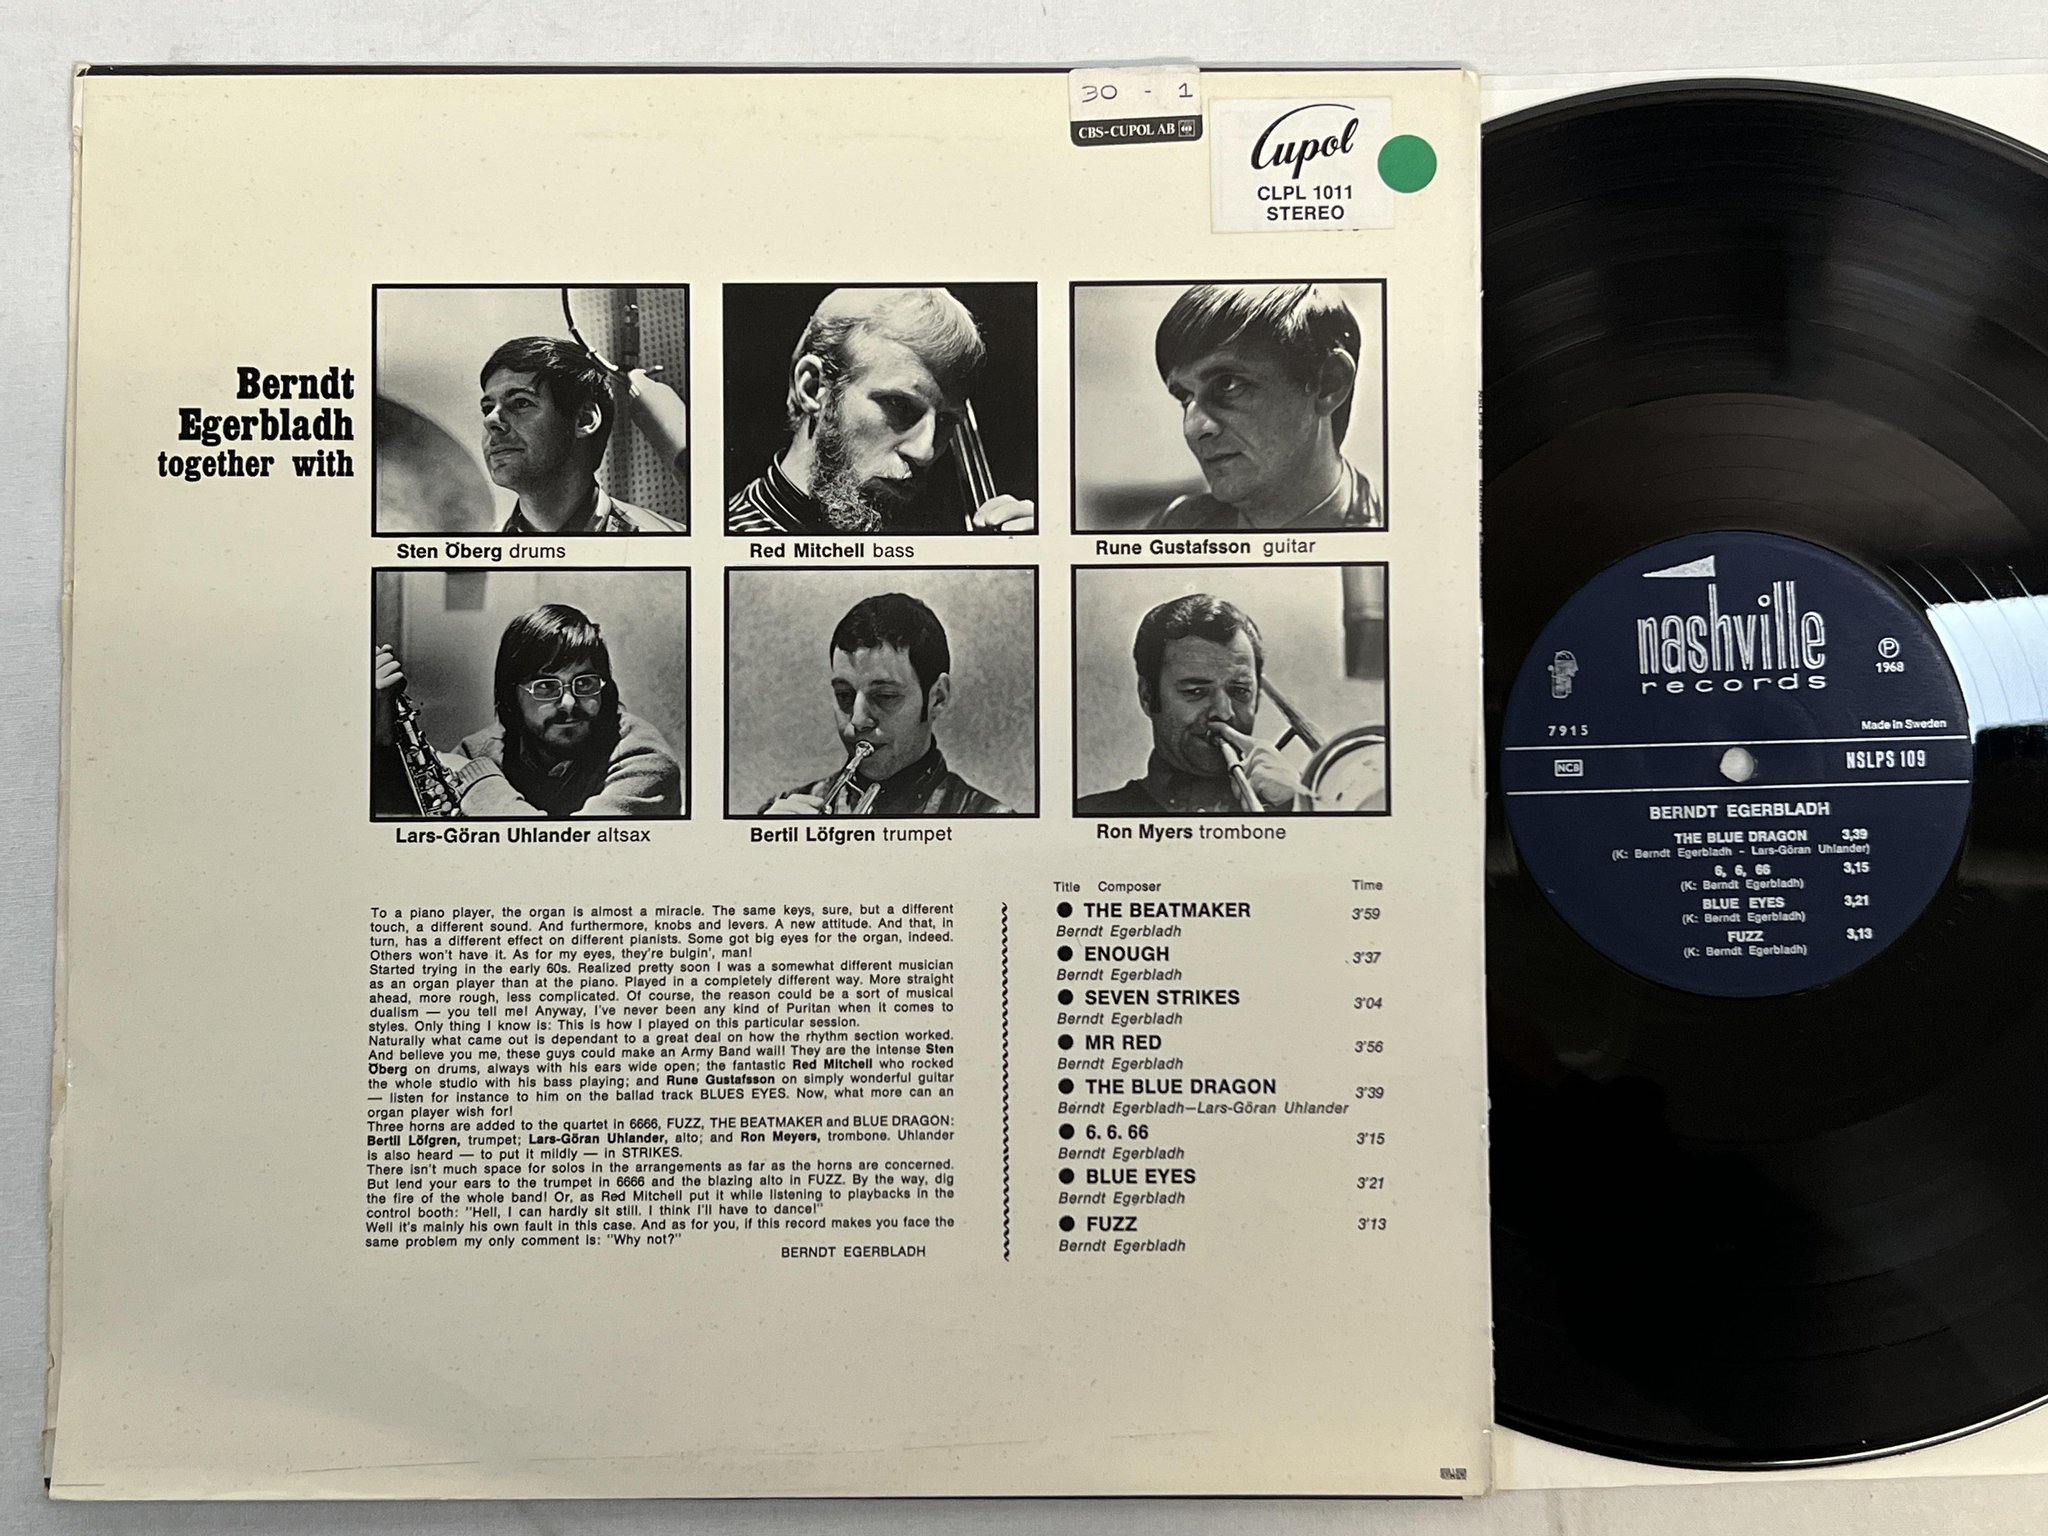 30 - 1
CBS-CUPOL AB
Cupol
CLPL 1011
STEREO
Berndt
Egerbladh
together with
Sten Öberg drums
Red Mitchell bass
Rune Gustafsson guitar
Lars-Göran Uhlander altsax
Bertil Löfgren trumpet
Ron Myers trombone
To a piano player, the organ is almost a miracle. The same keys, sure, but a different
touch, a different sound. And furthermore, knobs and levers. A new attitude. And that, in
turn, has a different effect on different pianists. Some got big eyes for the organ, indeed.
Others won't have it. As for my eyes, they're bulgin', man!
Started trying in the early 60s. Realized pretty soon I was a somewhat different musician
as an organ player than at the piano. Played in a completely different way. More straight
ahead, more rough, less complicated. Of course, the reason could be a sort of musical
dualism — you tell me! Anyway, I've never been any kind of Puritan when it comes to
styles. Only thing I know is: This is how I played on this particular session.
Naturally what came out is dependant to a great deal on how the rhythm section worked.
And believe you me, these guys could make an Army Band wail! They are the intense Sten
Öberg on drums, always with his ears wide open; the fantastic Red Mitchell who rocked
the whole studio with his bass playing; and Rune Gustafsson on simply wonderful guitar
— listen for instance to him on the ballad track BLUES EYES. Now, what more can an
organ player wish for!
Three horns are added to the quartet in 6666, FUZZ, THE BEATMAKER and BLUE DRAGON:
Bertil Löfgren, trumpet; Lars-Göran Uhlander, alto; and Ron Meyers, trombone. Uhlander
is also heard — to put it mildly — in STRIKES.
There isn't much space for solos in the arrangements as far as the horns are concerned.
But lend your ears to the trumpet in 6666 and the blazing alto in FUZZ. By the way, dig
the fire of the whole band! Or, as Red Mitchell put it while listening to playbacks in the
control booth: "Hell, I can hardly sit still. I think I'll have to dance!"
Well it's mainly his own fault in this case. And as for you, if this record makes you face the
same problem my only comment is: "Why not?"
BERNDT EGERBLADH
Title Composer Time
● THE BEATMAKER 3'59
Berndt Egerbladh
● ENOUGH 3'37
Berndt Egerbladh
● SEVEN STRIKES 3'04
Berndt Egerbladh
● MR RED 3'56
Berndt Egerbladh
● THE BLUE DRAGON 3'39
Berndt Egerbladh—Lars-Göran Uhlander
● 6. 6. 66 3'15
Berndt Egerbladh
● BLUE EYES 3'21
Berndt Egerbladh
● FUZZ 3'13
Berndt Egerbladh
nashville
records
Ⓟ
1968
7915
Made in Sweden
NCB
NSLPS 109
BERNDT EGERBLADH
THE BLUE DRAGON 3,39
(K: Berndt Egerbladh - Lars-Göran Uhlander)
6, 6, 66 3,15
(K: Berndt Egerbladh)
BLUE EYES 3,21
(K: Berndt Egerbladh)
FUZZ 3,13
(K: Berndt Egerbladh)